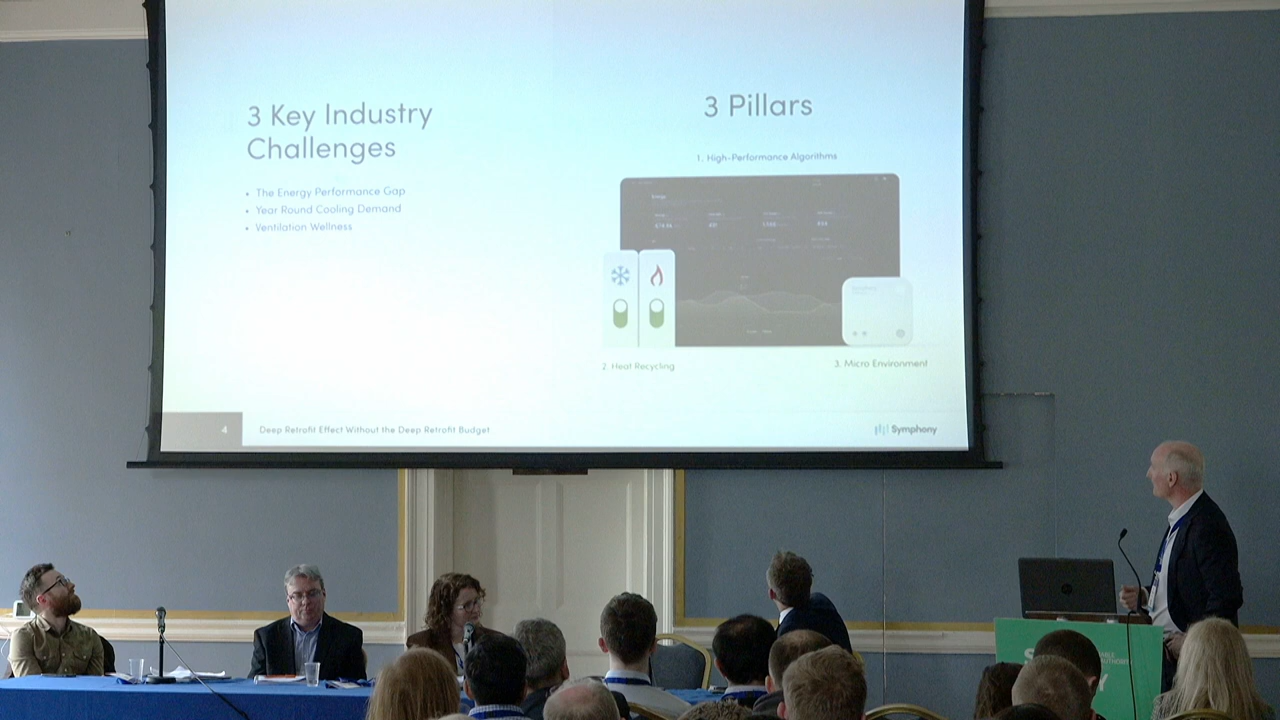 3 Key Industry
Challenges
• The Energy Performance Gap
• Year Round Cooling Demand
• Ventilation Wellness
3 Pillars
1. High-Performance Algorithms
2. Heat Recycling
3. Micro Environment
4
Deep Retrofit Effect Without the Deep Retrofit Budget
Symphony